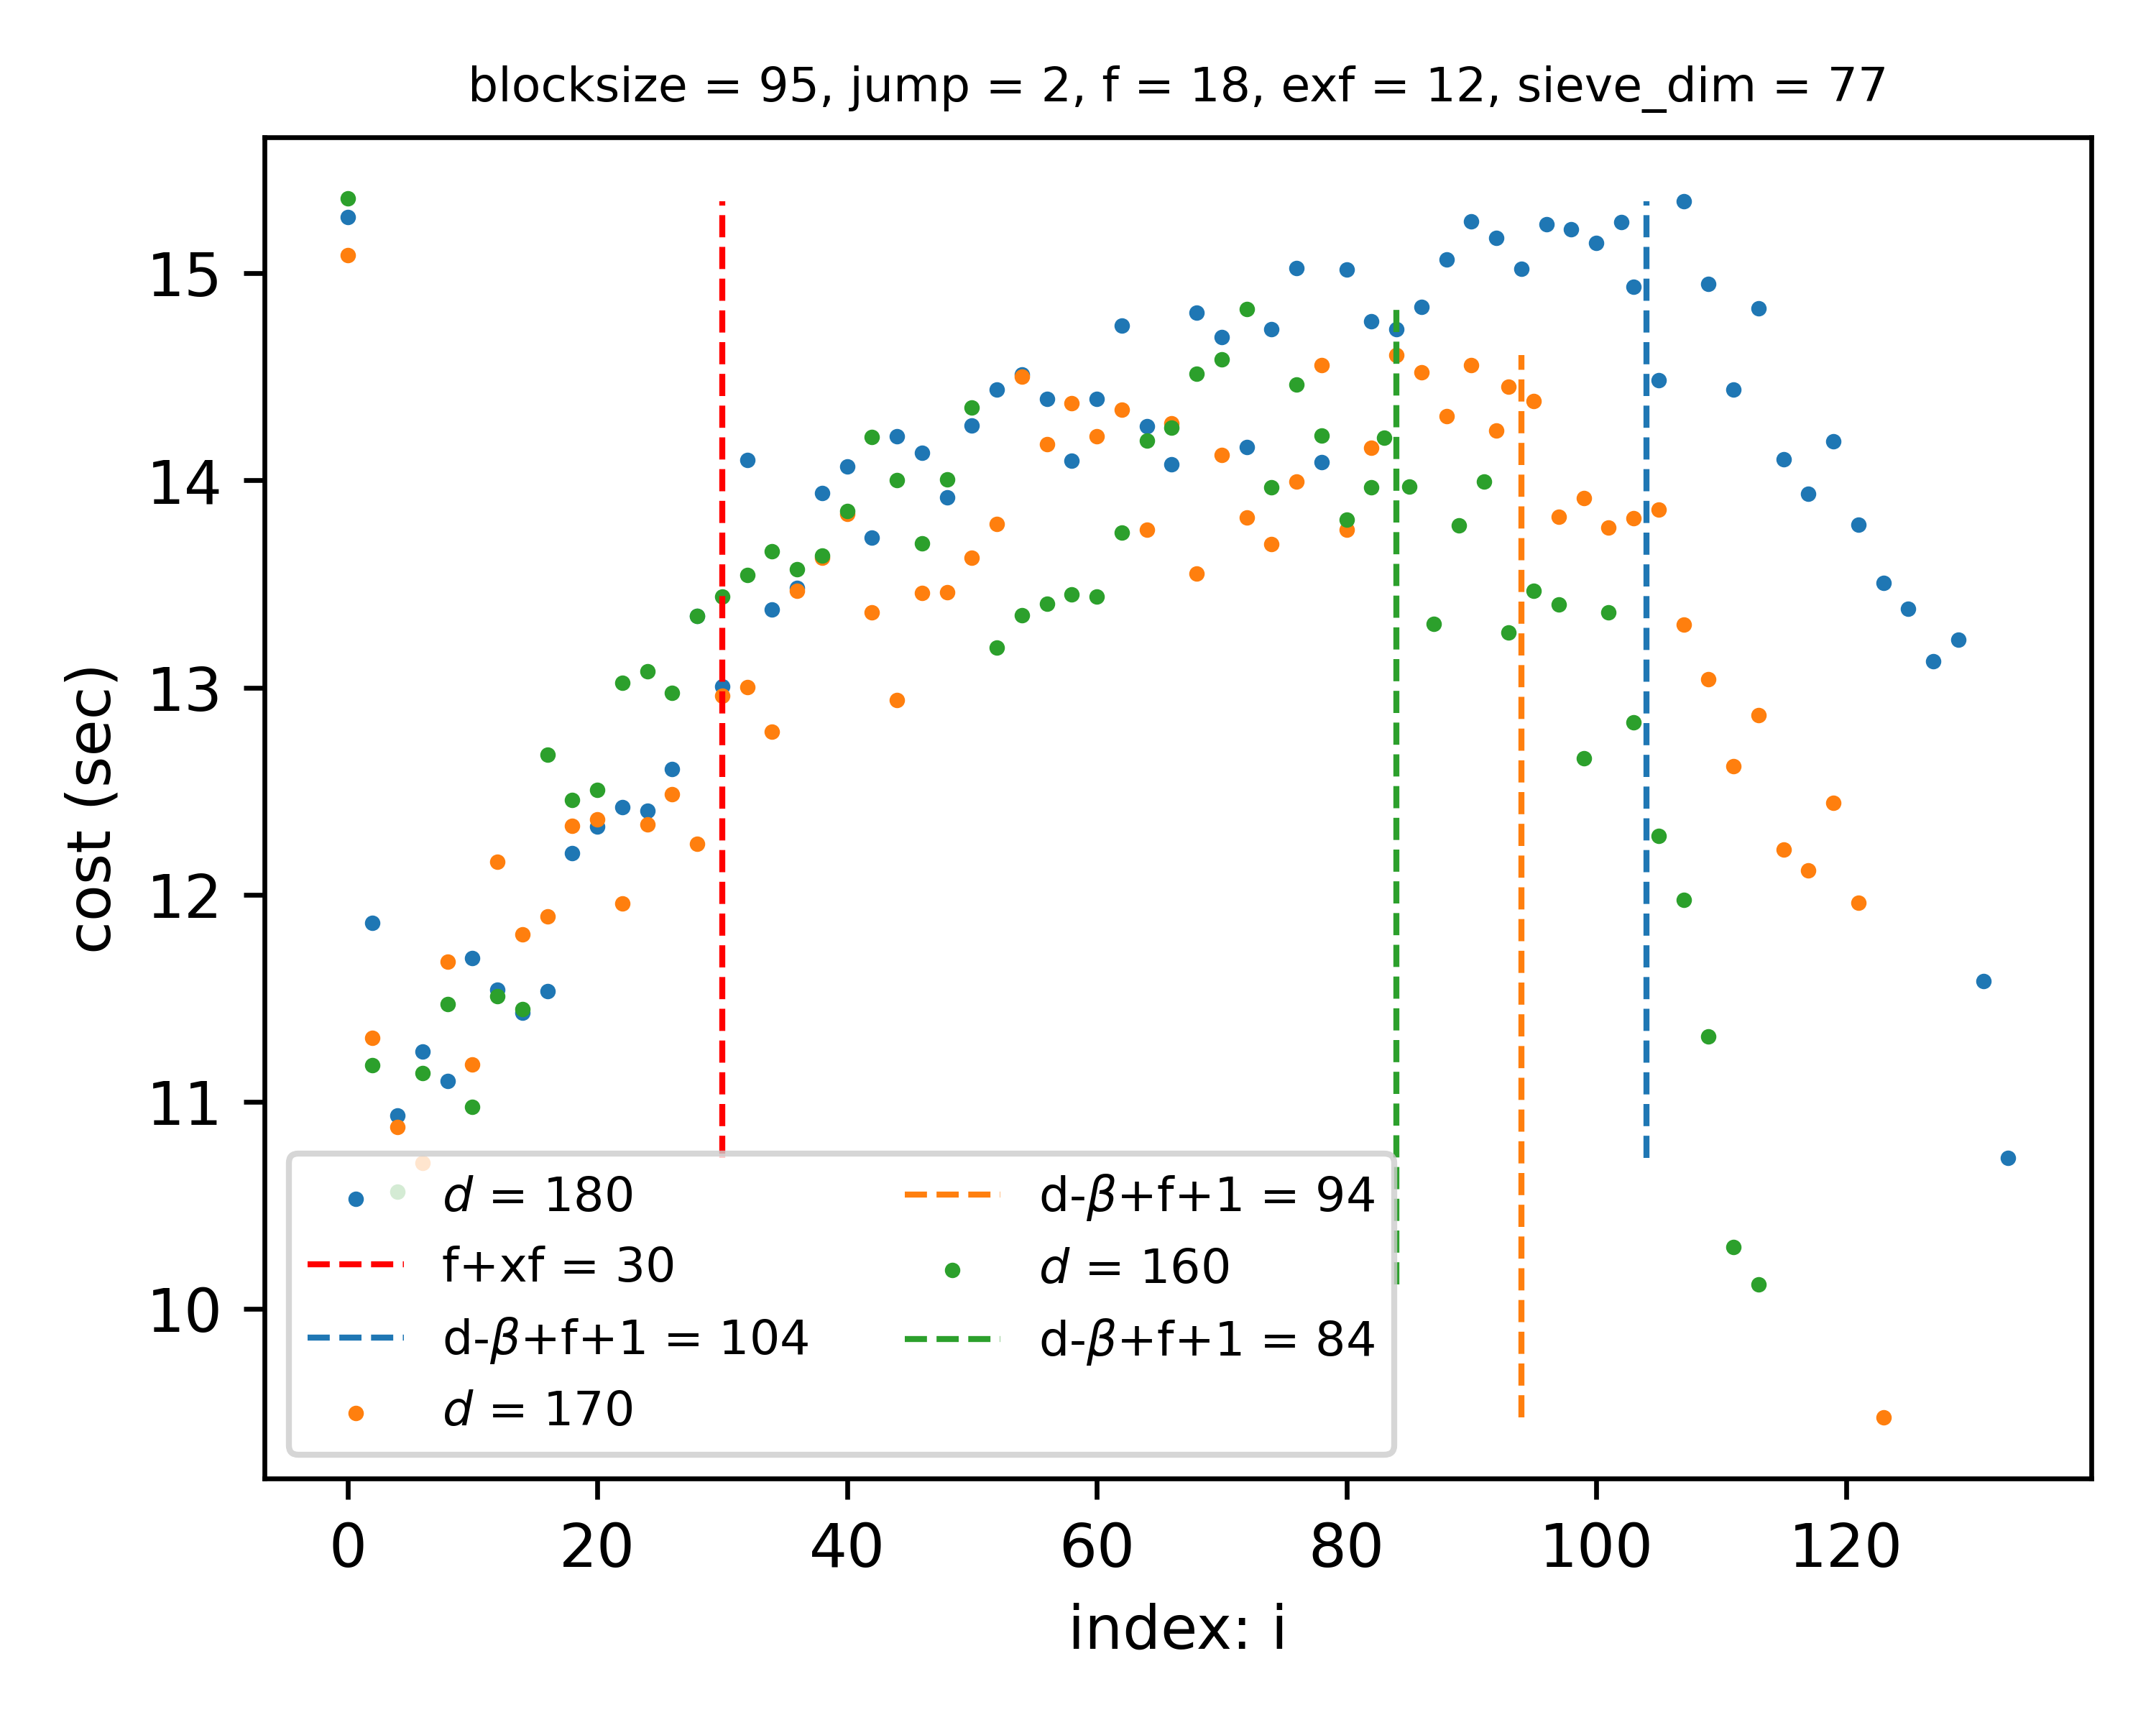 blocksize = 95, jump = 2, f = 18, exf = 12, sieve_dim = 77
cost (sec)
15
14
13
12
11
10
d = 180
f+xf = 30
d-β+f+1 = 104
d = 170
d-β+f+1 = 94
d = 160
d-β+f+1 = 84
0 20 40 60 80 100 120
index: i